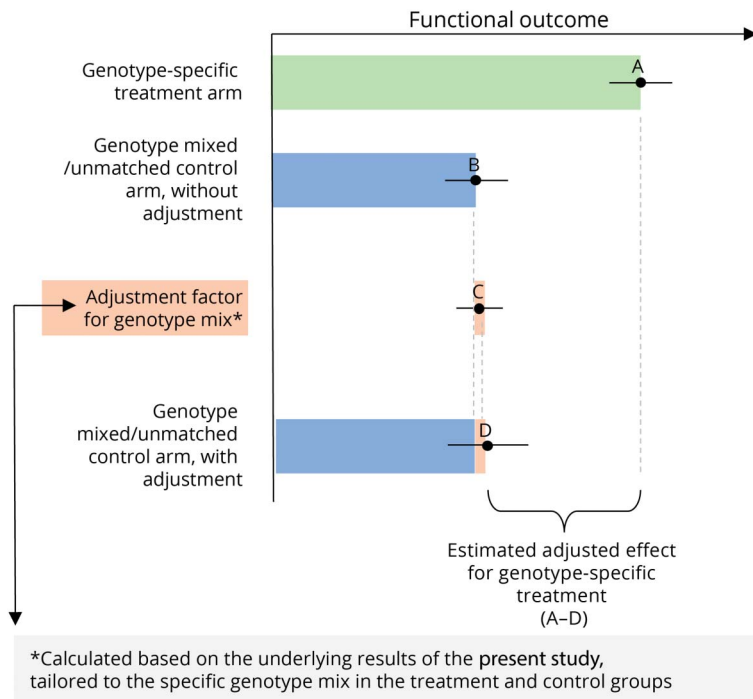 Functional outcome
Genotype-specific
treatment arm
A
Genotype mixed
/unmatched control
arm, without
adjustment
B
Adjustment factor
for genotype mix*
C
Genotype
mixed/unmatched
control arm, with
adjustment
D
Estimated adjusted effect
for genotype-specific
treatment
(A–D)
*Calculated based on the underlying results of the present study,
tailored to the specific genotype mix in the treatment and control groups